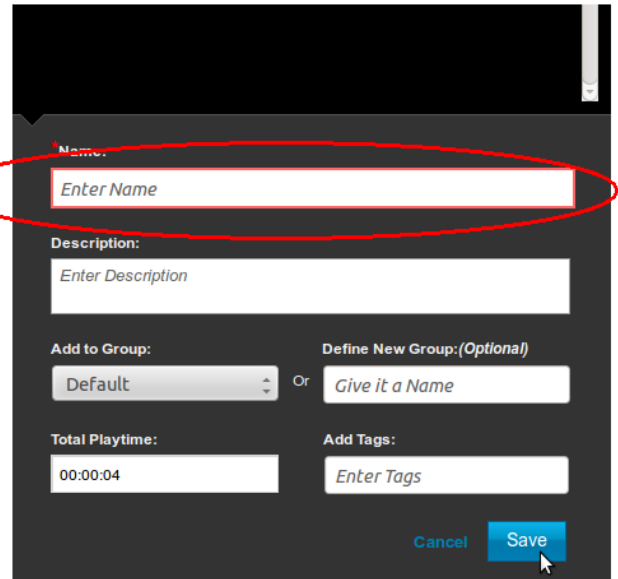 *Name:
Enter Name
Description:
Enter Description
Add to Group:
Define New Group:(Optional)
Default
Or
Give it a Name
Total Playtime:
Add Tags:
00:00:04
Enter Tags
Cancel
Save